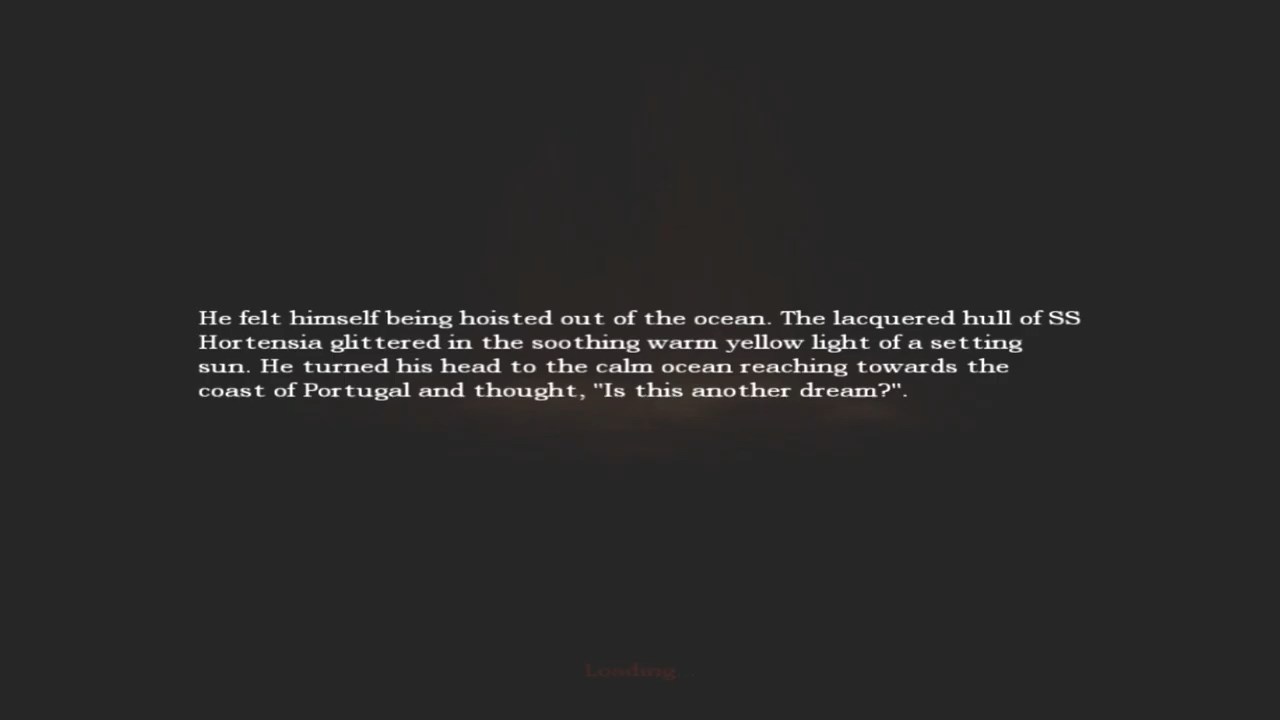 He felt himself being hoisted out of the ocean. The lacquered hull of SS
Hortensia glittered in the soothing warm yellow light of a setting
sun. He turned his head to the calm ocean reaching towards the
coast of Portugal and thought, "Is this another dream?".
Loading...